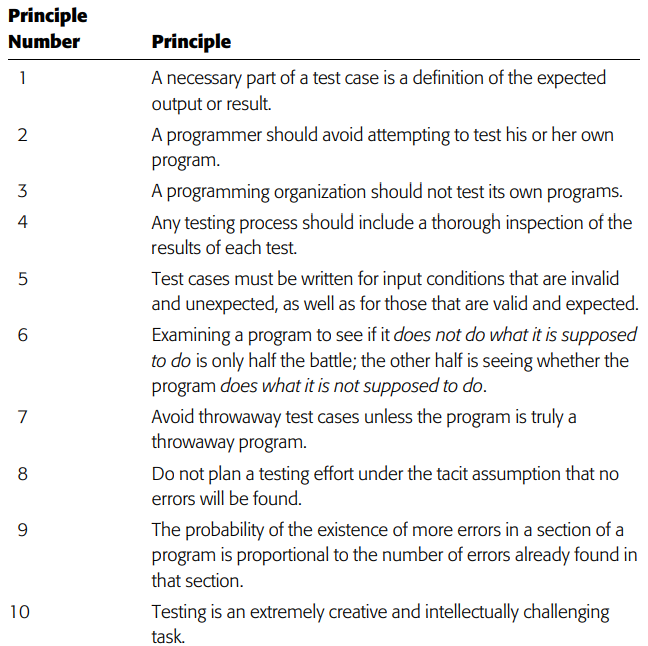 Principle
Number Principle
1 A necessary part of a test case is a definition of the expected
output or result.
2 A programmer should avoid attempting to test his or her own
program.
3 A programming organization should not test its own programs.
4 Any testing process should include a thorough inspection of the
results of each test.
5 Test cases must be written for input conditions that are invalid
and unexpected, as well as for those that are valid and expected.
6 Examining a program to see if it does not do what it is supposed
to do is only half the battle; the other half is seeing whether the
program does what it is not supposed to do.
7 Avoid throwaway test cases unless the program is truly a
throwaway program.
8 Do not plan a testing effort under the tacit assumption that no
errors will be found.
9 The probability of the existence of more errors in a section of a
program is proportional to the number of errors already found in
that section.
10 Testing is an extremely creative and intellectually challenging
task.